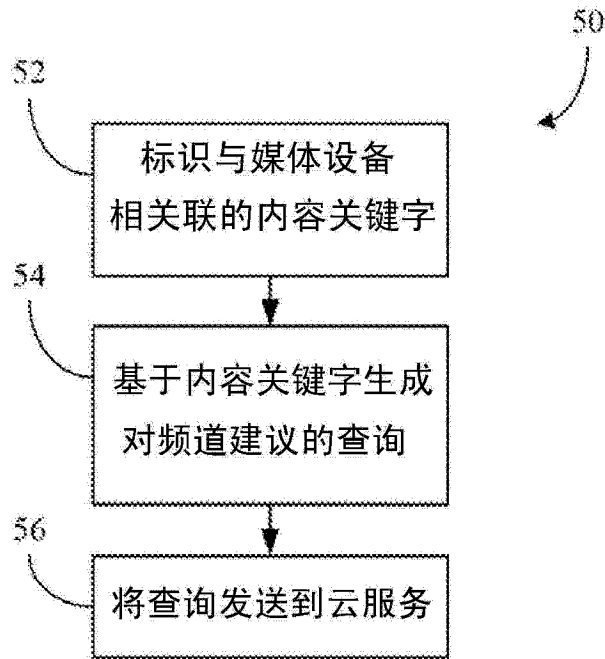 50
52
标识与媒体设备
相关联的内容关键字
54
基于内容关键字生成
对频道建议的查询
56
将查询发送到云服务